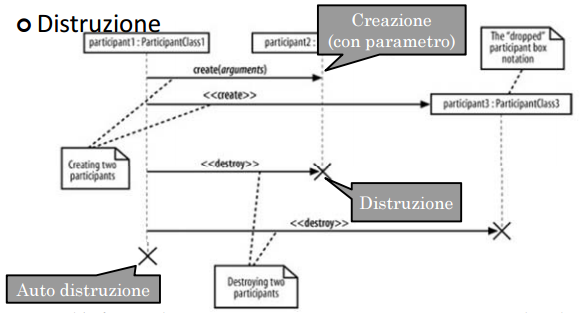 Distruzione
participant1 : ParticipantClass1
participant2 :
Creazione
(con parametro)
The "dropped"
participant box
notation
create(arguments)
<<create>>
participant3 : ParticipantClass3
Creating two
participants
<<destroy>>
Distruzione
<<destroy>>
Auto distruzione
Destroying two
participants